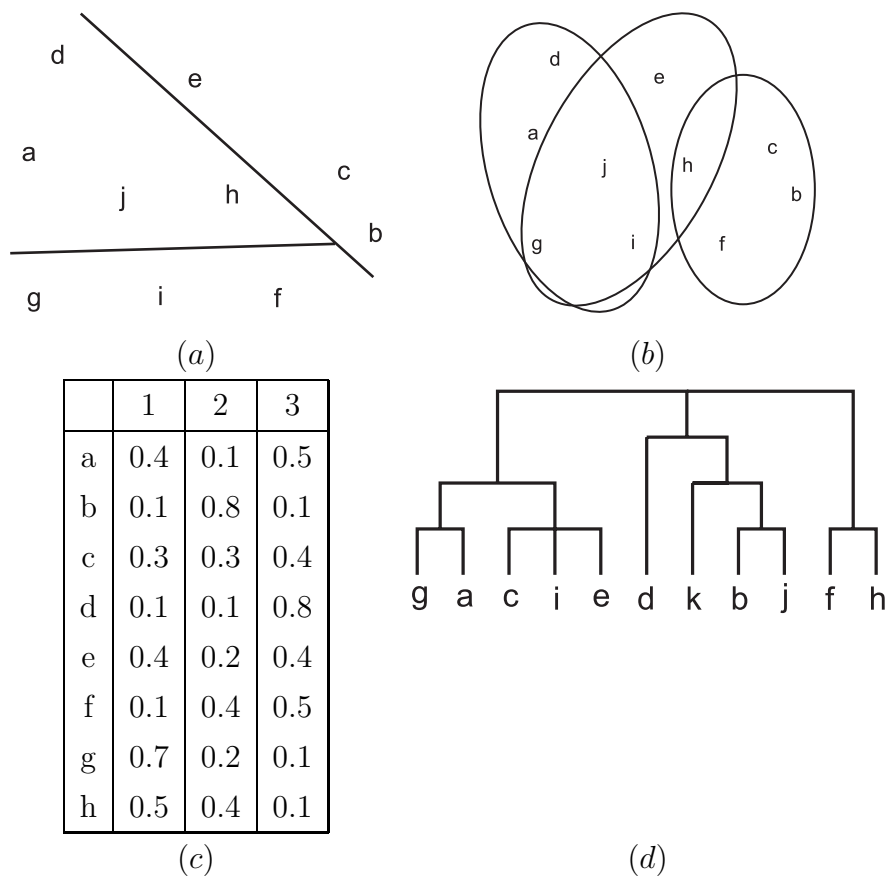 d
e
a
c
j
h
b
g i f
(a)
d
e
a
c
j
h
b
g
i
f
(b)
1 2 3
a 0.4 0.1 0.5
b 0.1 0.8 0.1
c 0.3 0.3 0.4
d 0.1 0.1 0.8
e 0.4 0.2 0.4
f 0.1 0.4 0.5
g 0.7 0.2 0.1
h 0.5 0.4 0.1
(c)
g a c i e d k b j f h
(d)